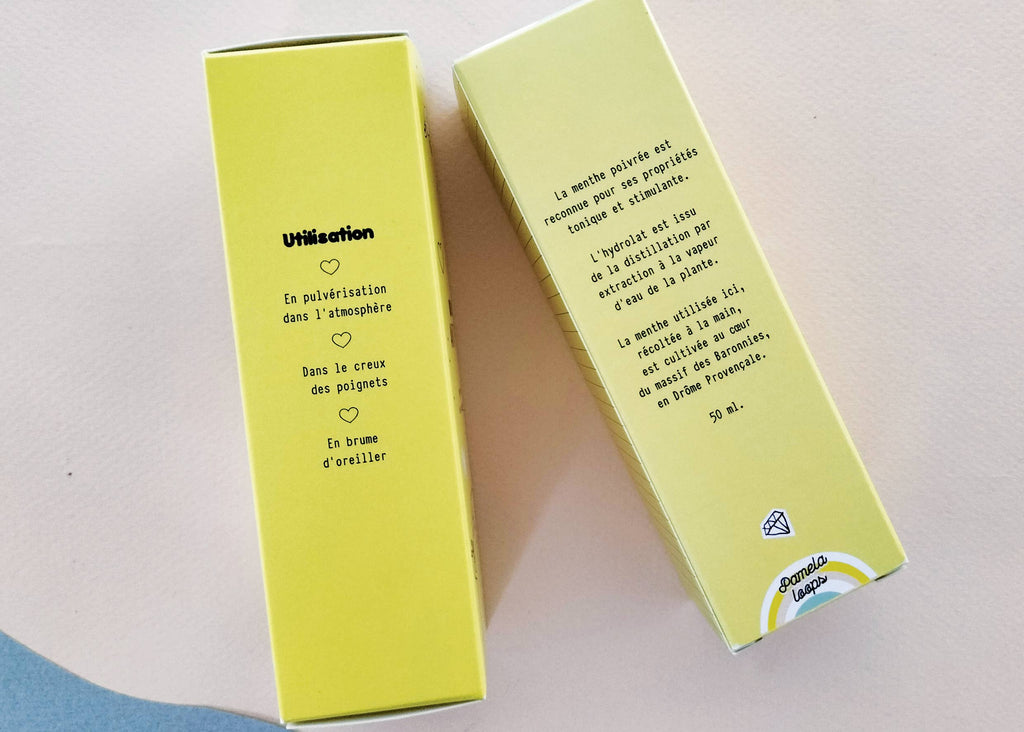 Utilisation
En pulvérisation
dans l'atmosphère
Dans le creux
des poignets
En brume
d'oreiller
La menthe poivrée est
reconnue pour ses propriétés
tonique et stimulante.
L'hydrolat est issu
de la distillation par
extraction à la vapeur
d'eau de la plante.
La menthe utilisée ici,
récoltée à la main,
est cultivée au cœur
du massif des Baronnies,
en Drôme Provençale.
50 ml.
Pamela
loops